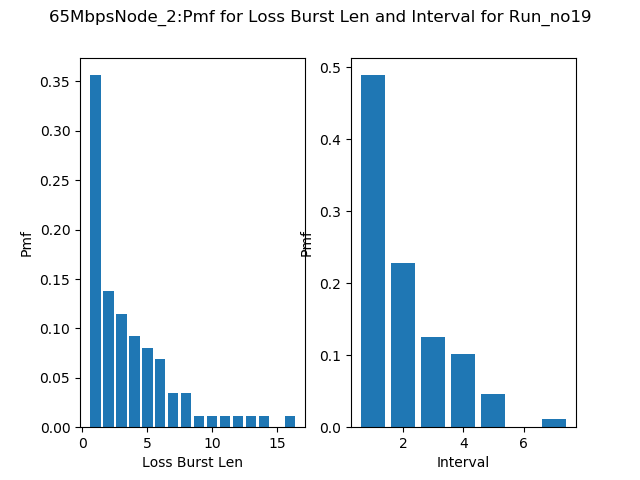 65MbpsNode_2:Pmf for Loss Burst Len and Interval for Run_no19
0.35
0.30
0.25
0.20
0.15
0.10
0.05
0.00
Pmf
0 5 10 15
Loss Burst Len
0.5
0.4
0.3
0.2
0.1
0.0
Pmf
2 4 6
Interval